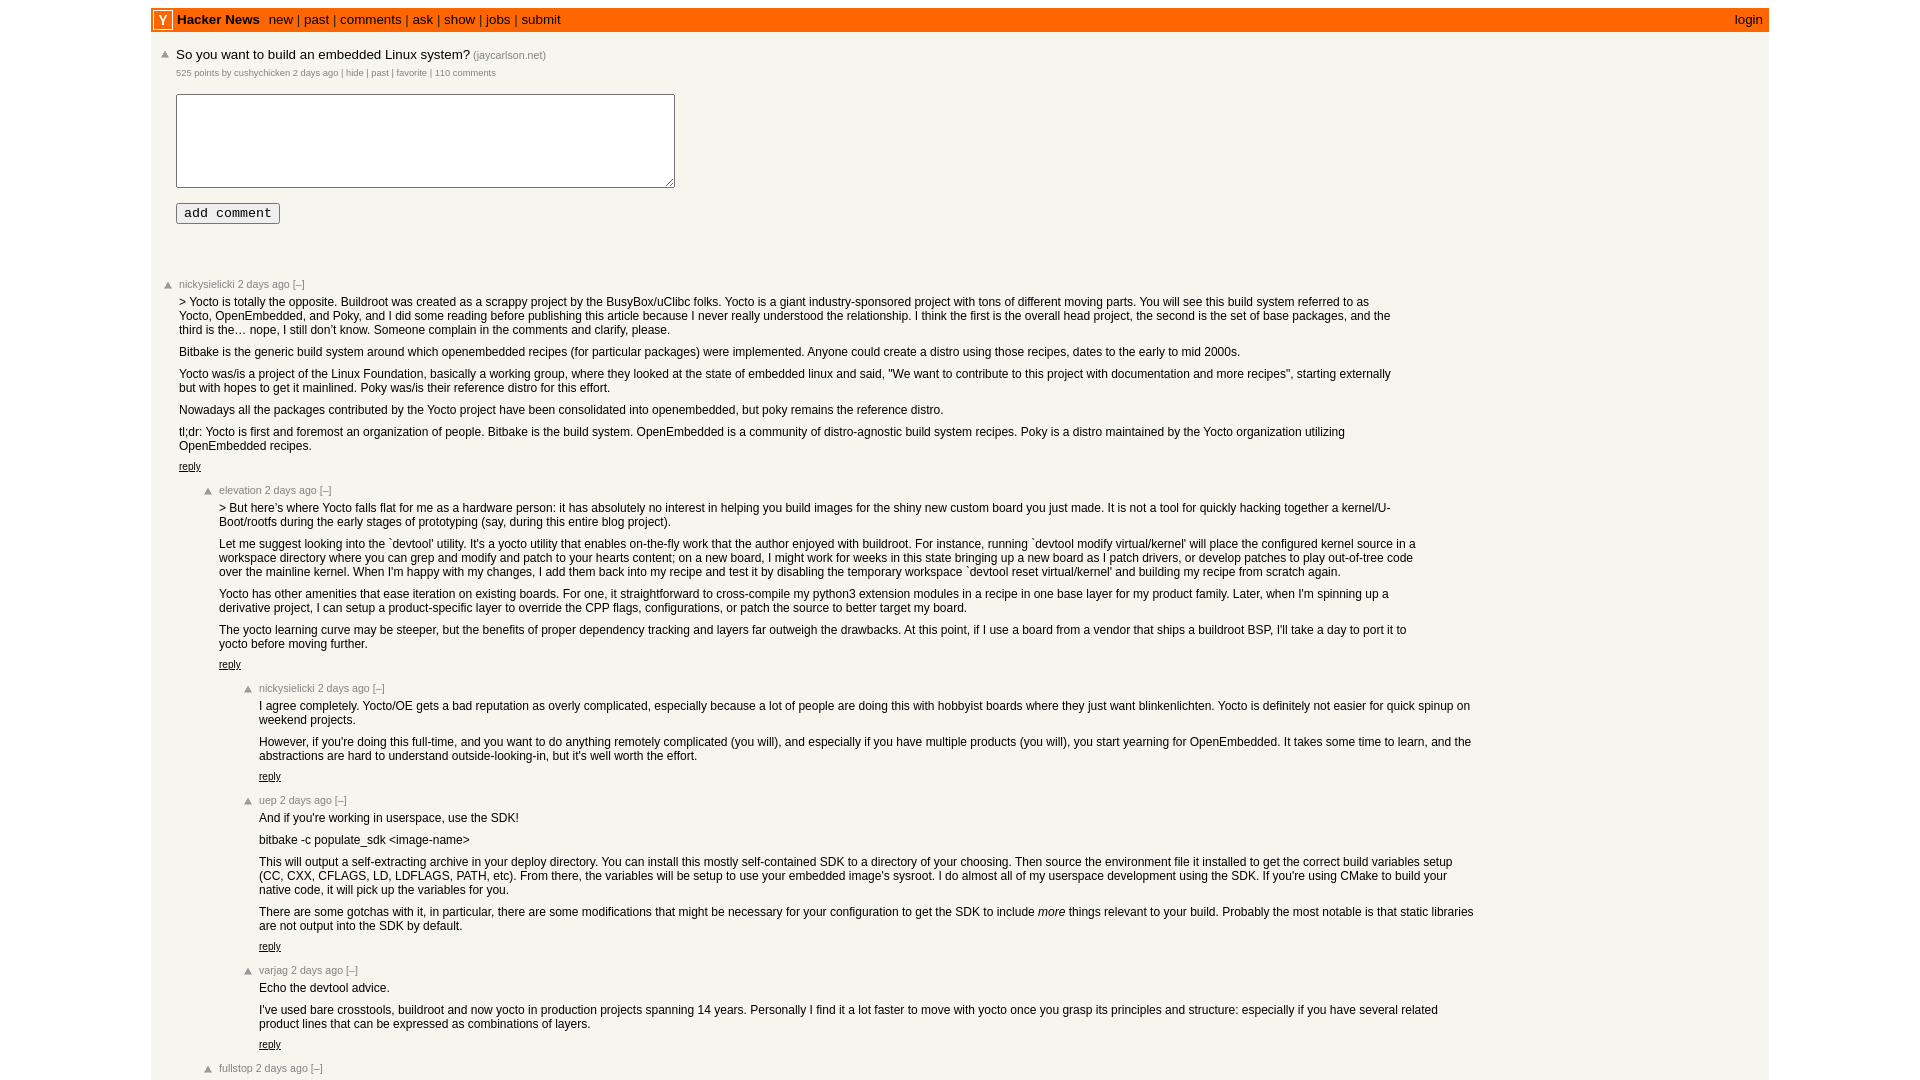 Y Hacker News new | past | comments | ask | show | jobs | submit login
So you want to build an embedded Linux system? (jaycarlson.net)
525 points by cushychicken 2 days ago | hide | past | favorite | 110 comments
add comment
nickysielicki 2 days ago [–]
> Yocto is totally the opposite. Buildroot was created as a scrappy project by the BusyBox/uClibc folks. Yocto is a giant industry-sponsored project with tons of different moving parts. You will see this build system referred to as
Yocto, OpenEmbedded, and Poky, and I did some reading before publishing this article because I never really understood the relationship. I think the first is the overall head project, the second is the set of base packages, and the
third is the… nope, I still don’t know. Someone complain in the comments and clarify, please.
Bitbake is the generic build system around which openembedded recipes (for particular packages) were implemented. Anyone could create a distro using those recipes, dates to the early to mid 2000s.
Yocto was/is a project of the Linux Foundation, basically a working group, where they looked at the state of embedded linux and said, "We want to contribute to this project with documentation and more recipes", starting externally
but with hopes to get it mainlined. Poky was/is their reference distro for this effort.
Nowadays all the packages contributed by the Yocto project have been consolidated into openembedded, but poky remains the reference distro.
tl;dr: Yocto is first and foremost an organization of people. Bitbake is the build system. OpenEmbedded is a community of distro-agnostic build system recipes. Poky is a distro maintained by the Yocto organization utilizing
OpenEmbedded recipes.
reply
elevation 2 days ago [–]
> But here’s where Yocto falls flat for me as a hardware person: it has absolutely no interest in helping you build images for the shiny new custom board you just made. It is not a tool for quickly hacking together a kernel/U-
Boot/rootfs during the early stages of prototyping (say, during this entire blog project).
Let me suggest looking into the `devtool' utility. It's a yocto utility that enables on-the-fly work that the author enjoyed with buildroot. For instance, running `devtool modify virtual/kernel' will place the configured kernel source in a
workspace directory where you can grep and modify and patch to your hearts content; on a new board, I might work for weeks in this state bringing up a new board as I patch drivers, or develop patches to play out-of-tree code
over the mainline kernel. When I'm happy with my changes, I add them back into my recipe and test it by disabling the temporary workspace `devtool reset virtual/kernel' and building my recipe from scratch again.
Yocto has other amenities that ease iteration on existing boards. For one, it straightforward to cross-compile my python3 extension modules in a recipe in one base layer for my product family. Later, when I'm spinning up a
derivative project, I can setup a product-specific layer to override the CPP flags, configurations, or patch the source to better target my board.
The yocto learning curve may be steeper, but the benefits of proper dependency tracking and layers far outweigh the drawbacks. At this point, if I use a board from a vendor that ships a buildroot BSP, I'll take a day to port it to
yocto before moving further.
reply
nickysielicki 2 days ago [–]
I agree completely. Yocto/OE gets a bad reputation as overly complicated, especially because a lot of people are doing this with hobbyist boards where they just want blinkenlichten. Yocto is definitely not easier for quick spinup on
weekend projects.
However, if you're doing this full-time, and you want to do anything remotely complicated (you will), and especially if you have multiple products (you will), you start yearning for OpenEmbedded. It takes some time to learn, and the
abstractions are hard to understand outside-looking-in, but it's well worth the effort.
reply
uep 2 days ago [–]
And if you're working in userspace, use the SDK!
bitbake -c populate_sdk <image-name>
This will output a self-extracting archive in your deploy directory. You can install this mostly self-contained SDK to a directory of your choosing. Then source the environment file it installed to get the correct build variables setup
(CC, CXX, CFLAGS, LD, LDFLAGS, PATH, etc). From there, the variables will be setup to use your embedded image's sysroot. I do almost all of my userspace development using the SDK. If you're using CMake to build your
native code, it will pick up the variables for you.
There are some gotchas with it, in particular, there are some modifications that might be necessary for your configuration to get the SDK to include more things relevant to your build. Probably the most notable is that static libraries
are not output into the SDK by default.
reply
varjag 2 days ago [–]
Echo the devtool advice.
I've used bare crosstools, buildroot and now yocto in production projects spanning 14 years. Personally I find it a lot faster to move with yocto once you grasp its principles and structure: especially if you have several related
product lines that can be expressed as combinations of layers.
reply
fullstop 2 days ago [–]